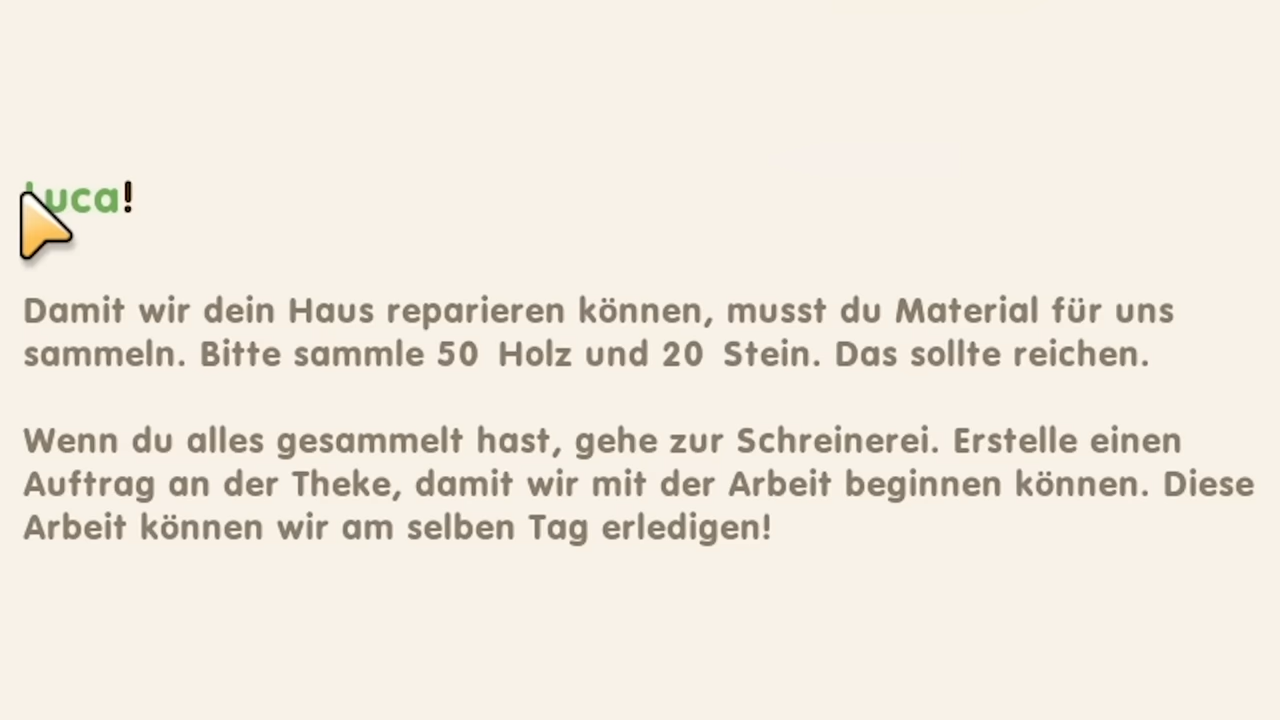 Luca!
Damit wir dein Haus reparieren können, musst du Material für uns
sammeln. Bitte sammle 50 Holz und 20 Stein. Das sollte reichen.
Wenn du alles gesammelt hast, gehe zur Schreinerei. Erstelle einen
Auftrag an der Theke, damit wir mit der Arbeit beginnen können. Diese
Arbeit können wir am selben Tag erledigen!